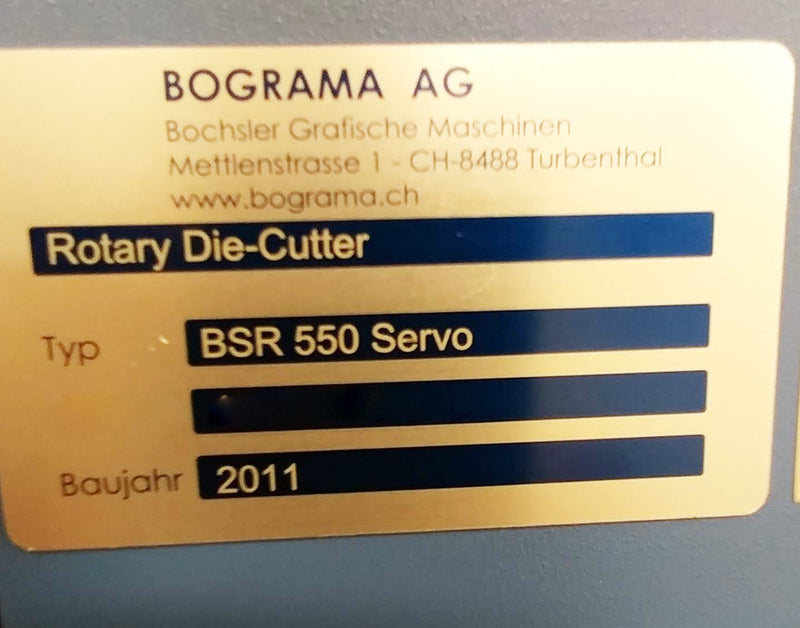 BOGRAMA AG
Bochsler Grafische Maschinen
Mettlenstrasse 1 - CH-8488 Turbenthal
www.bograma.ch
Rotary Die-Cutter
Typ BSR 550 Servo
Baujahr 2011